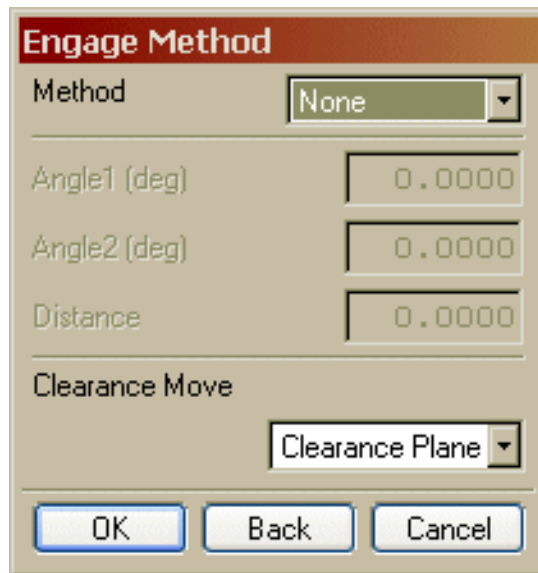 Engage Method
Method None
Angle1 (deg) 0.0000
Angle2 (deg) 0.0000
Distance 0.0000
Clearance Move
Clearance Plane
OK Back Cancel